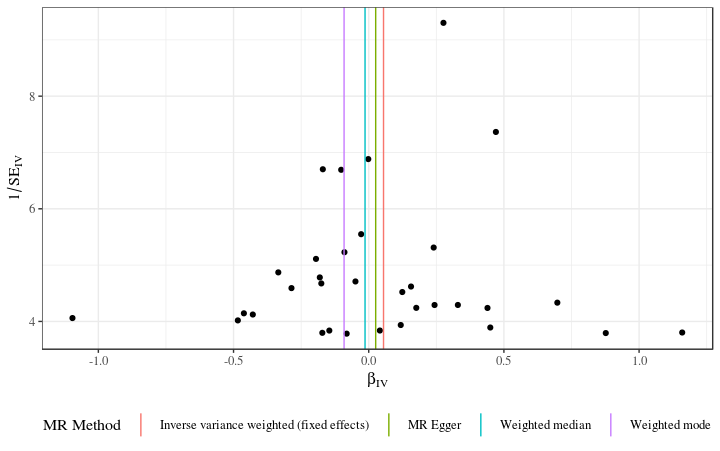 8
6
4
1/SE_IV
-1.0 -0.5 0.0 0.5 1.0
β_IV
MR Method Inverse variance weighted (fixed effects) MR Egger Weighted median Weighted mode